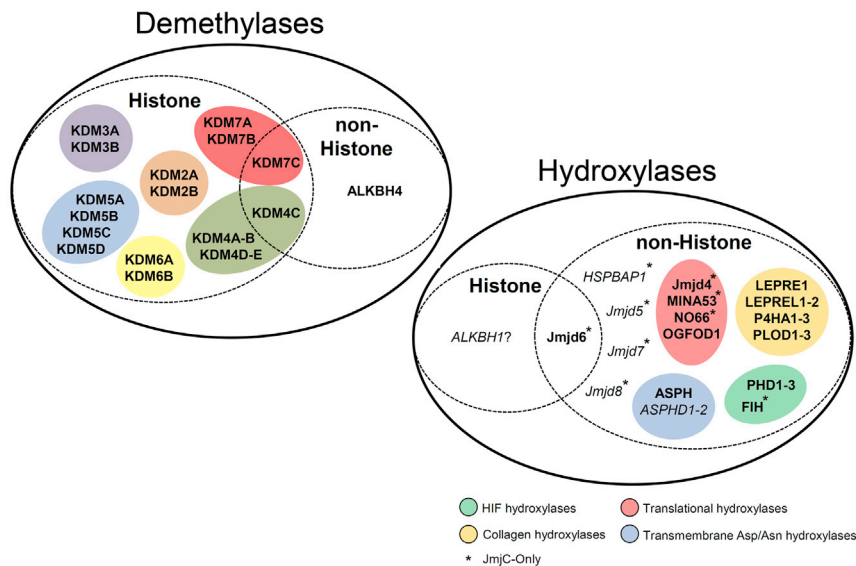 Demethylases
Histone
KDM3A
KDM3B
KDM7A
KDM7B
KDM7C
KDM2A
KDM2B
KDM5A
KDM5B
KDM5C
KDM5D
KDM4C
KDM4A-B
KDM4D-E
KDM6A
KDM6B
non-
Histone
ALKBH4
Hydroxylases
Histone
ALKBH1?
Jmjd6*
non-Histone
HSPBAP1*
Jmjd5*
Jmjd7*
Jmjd8*
Jmjd4*
MINA53*
NO66*
OGFOD1
LEPRE1
LEPREL1-2
P4HA1-3
PLOD1-3
ASPH
ASPHD1-2
PHD1-3
FIH*
HIF hydroxylases
Translational hydroxylases
Collagen hydroxylases
Transmembrane Asp/Asn hydroxylases
* JmjC-Only